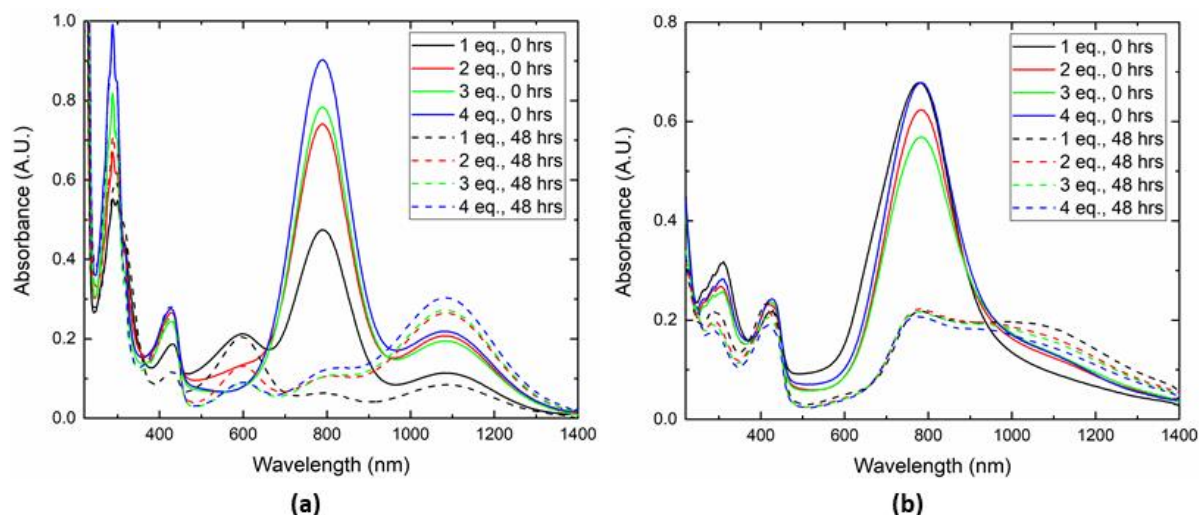 1.0
0.8
0.6
0.4
0.2
0.0
Absorbance (A.U.)
400 600 800 1000 1200 1400
Wavelength (nm)
1 eq., 0 hrs
2 eq., 0 hrs
3 eq., 0 hrs
4 eq., 0 hrs
1 eq., 48 hrs
2 eq., 48 hrs
3 eq., 48 hrs
4 eq., 48 hrs
(a)
0.8
0.6
0.4
0.2
0.0
Absorbance (A.U.)
400 600 800 1000 1200 1400
Wavelength (nm)
1 eq., 0 hrs
2 eq., 0 hrs
3 eq., 0 hrs
4 eq., 0 hrs
1 eq., 48 hrs
2 eq., 48 hrs
3 eq., 48 hrs
4 eq., 48 hrs
(b)